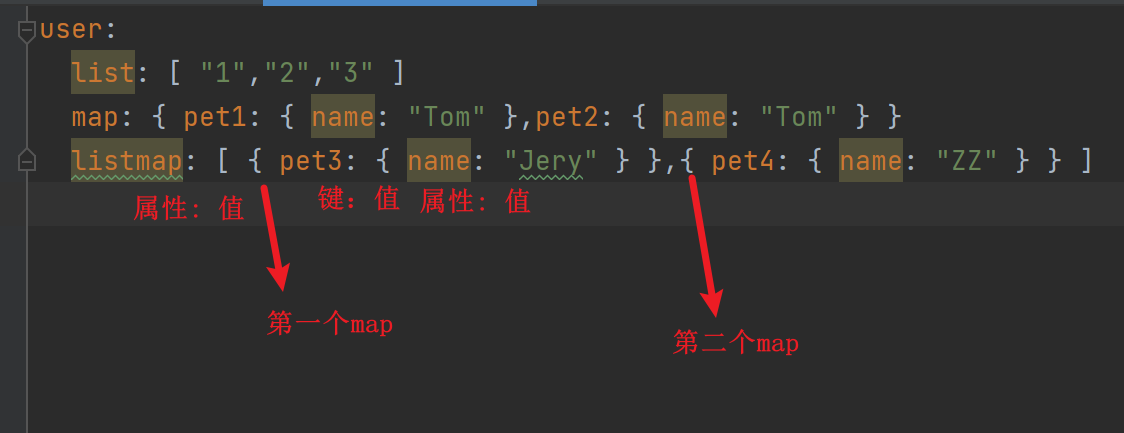 user:
list: [ "1","2","3" ]
map: { pet1: { name: "Tom" },pet2: { name: "Tom" } }
listmap: [ { pet3: { name: "Jery" } },{ pet4: { name: "ZZ" } } ]
属性：值 键：值 属性：值
第一个map
第二个map